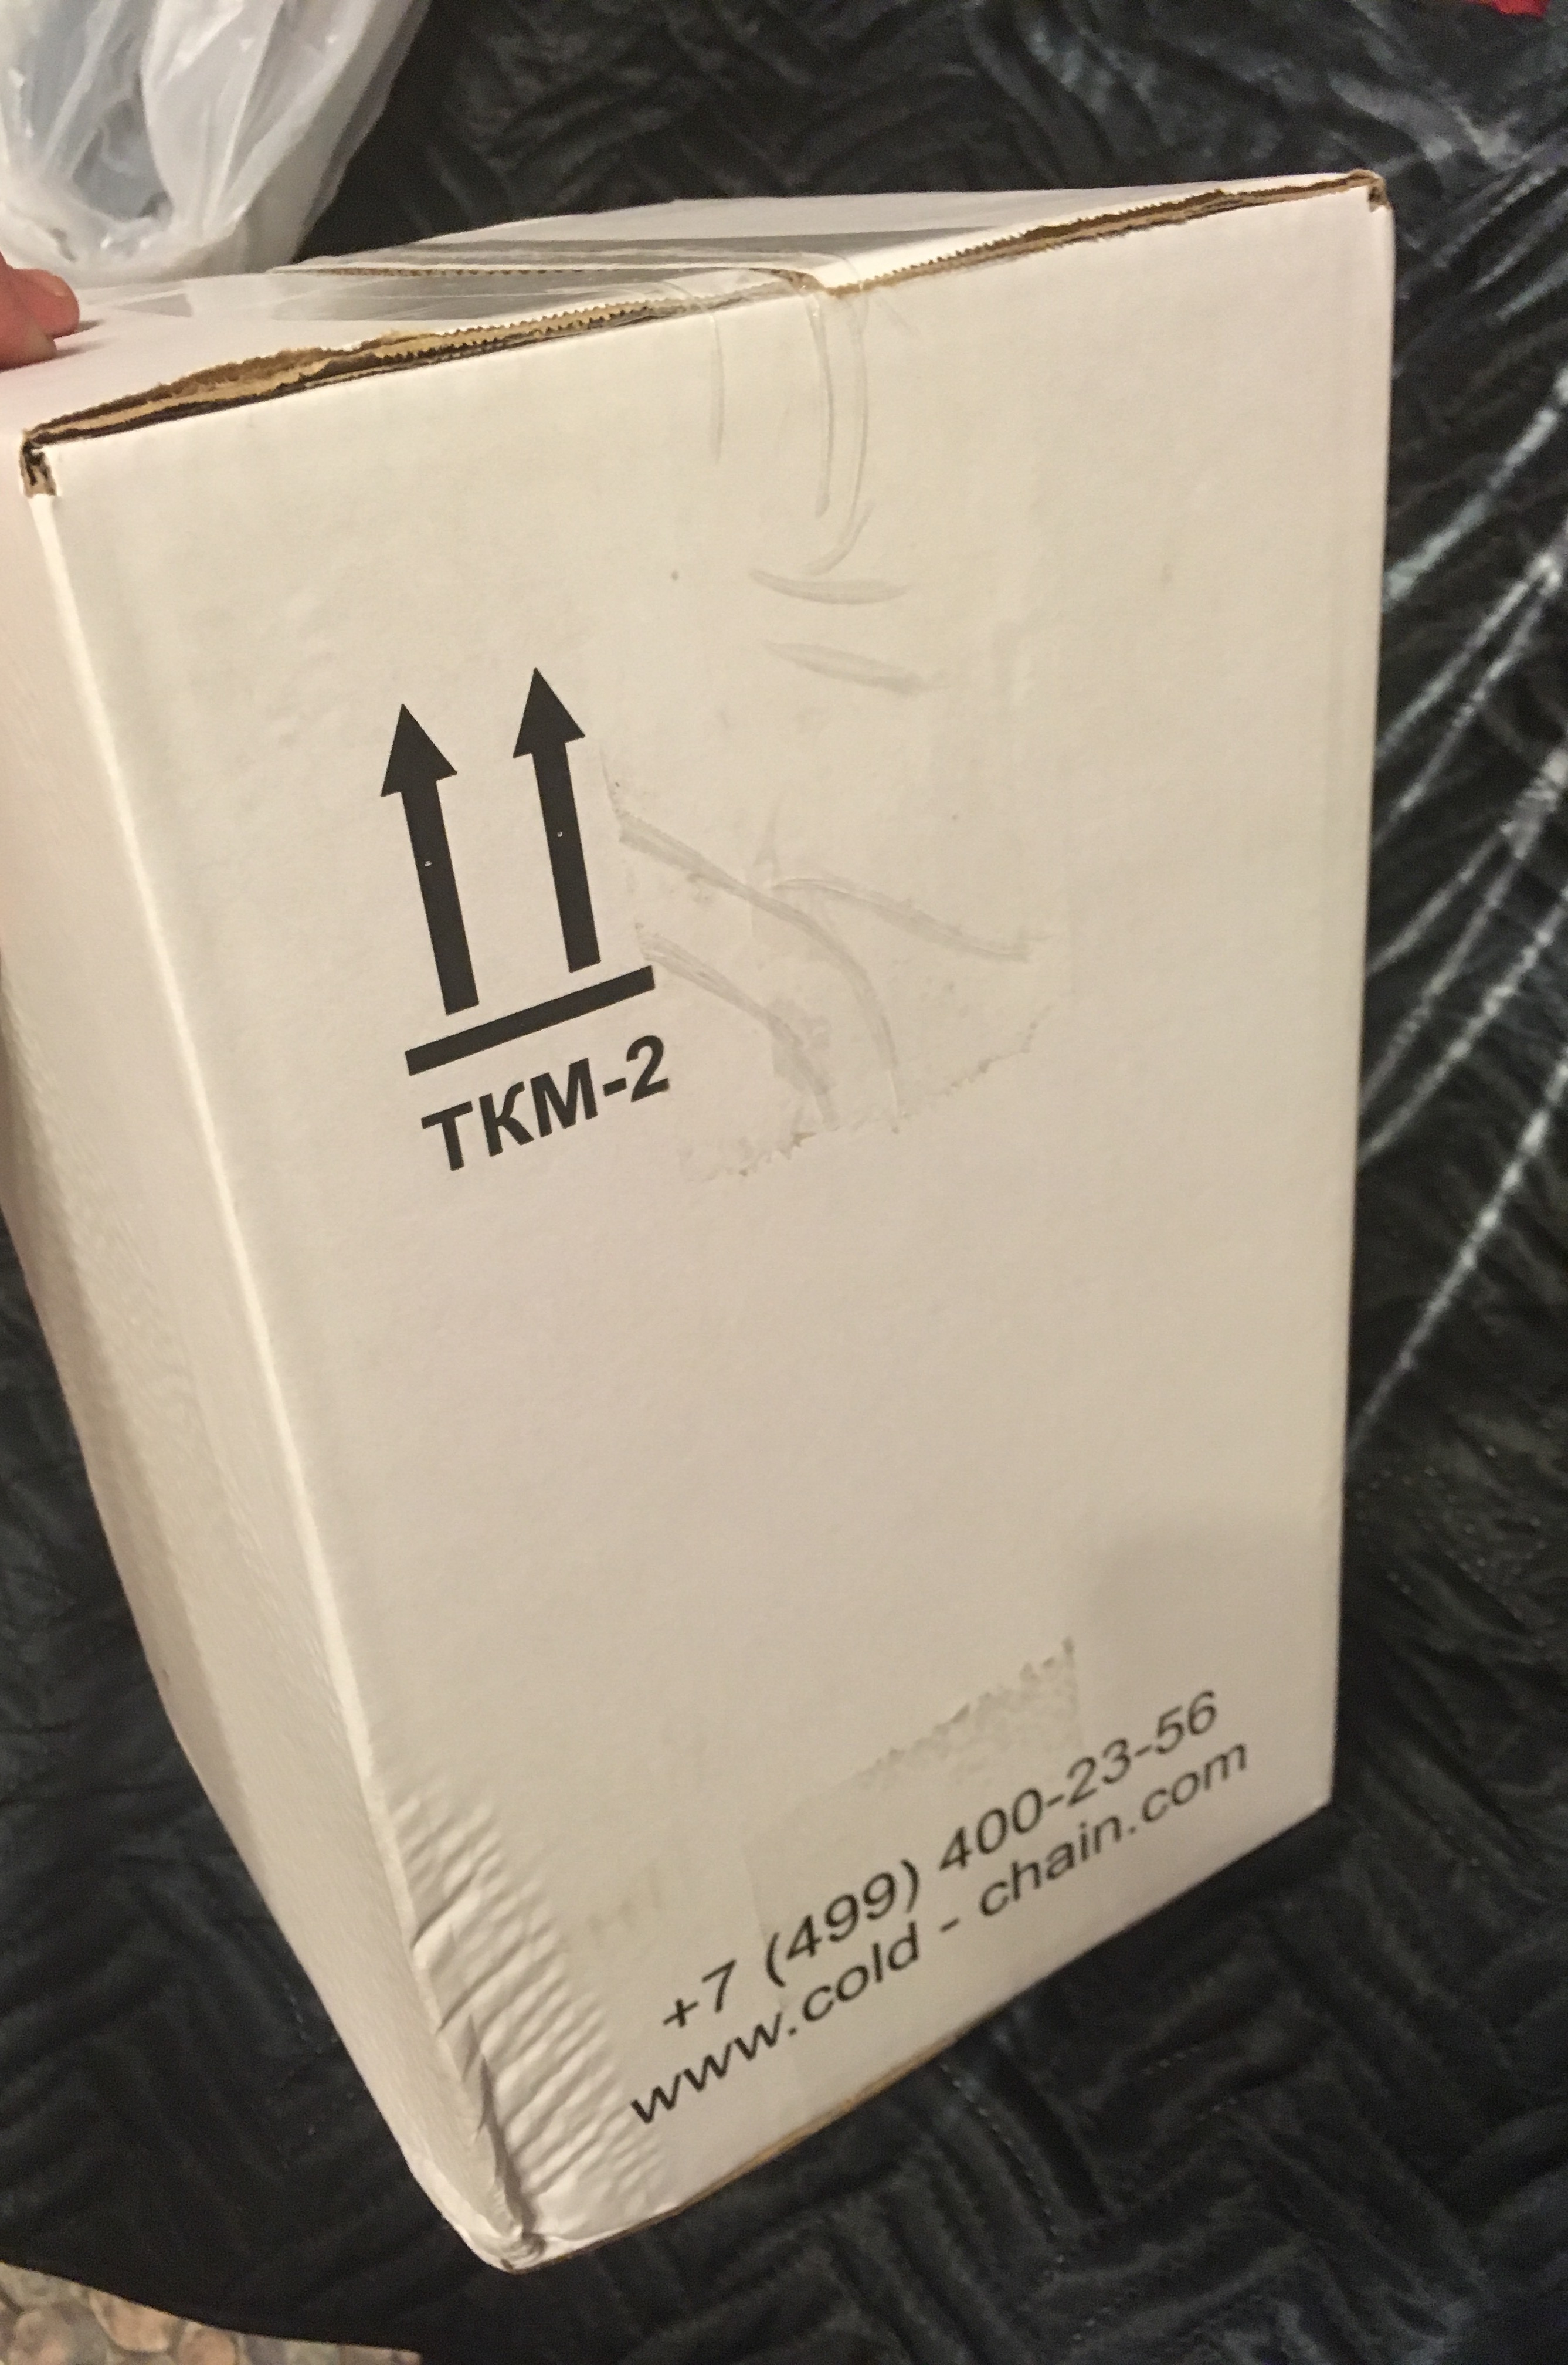 ТКМ-2
+7 (499) 400-23-56
www.cold - chain.com